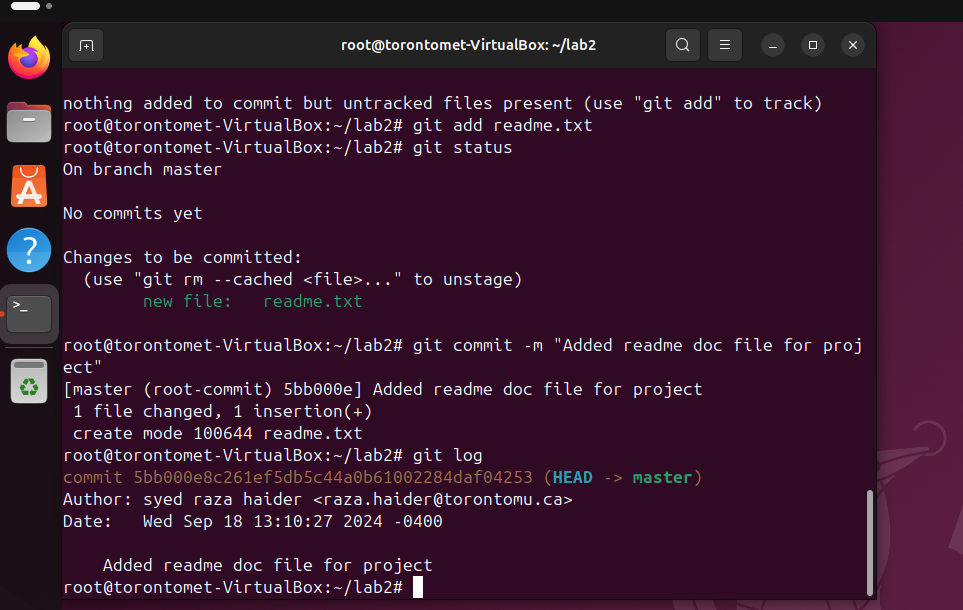 root@torontomet-VirtualBox: ~/lab2
nothing added to commit but untracked files present (use "git add" to track)
root@torontomet-VirtualBox:~/lab2# git add readme.txt
root@torontomet-VirtualBox:~/lab2# git status
On branch master
No commits yet
Changes to be committed:
  (use "git rm --cached <file>..." to unstage)
        new file:   readme.txt
root@torontomet-VirtualBox:~/lab2# git commit -m "Added readme doc file for proj
ect"
[master (root-commit) 5bb000e] Added readme doc file for project
 1 file changed, 1 insertion(+)
 create mode 100644 readme.txt
root@torontomet-VirtualBox:~/lab2# git log
commit 5bb000e8c261ef5db5c44a0b61002284daf04253 (HEAD -> master)
Author: syed raza haider <raza.haider@torontomu.ca>
Date:   Wed Sep 18 13:10:27 2024 -0400
    Added readme doc file for project
root@torontomet-VirtualBox:~/lab2#